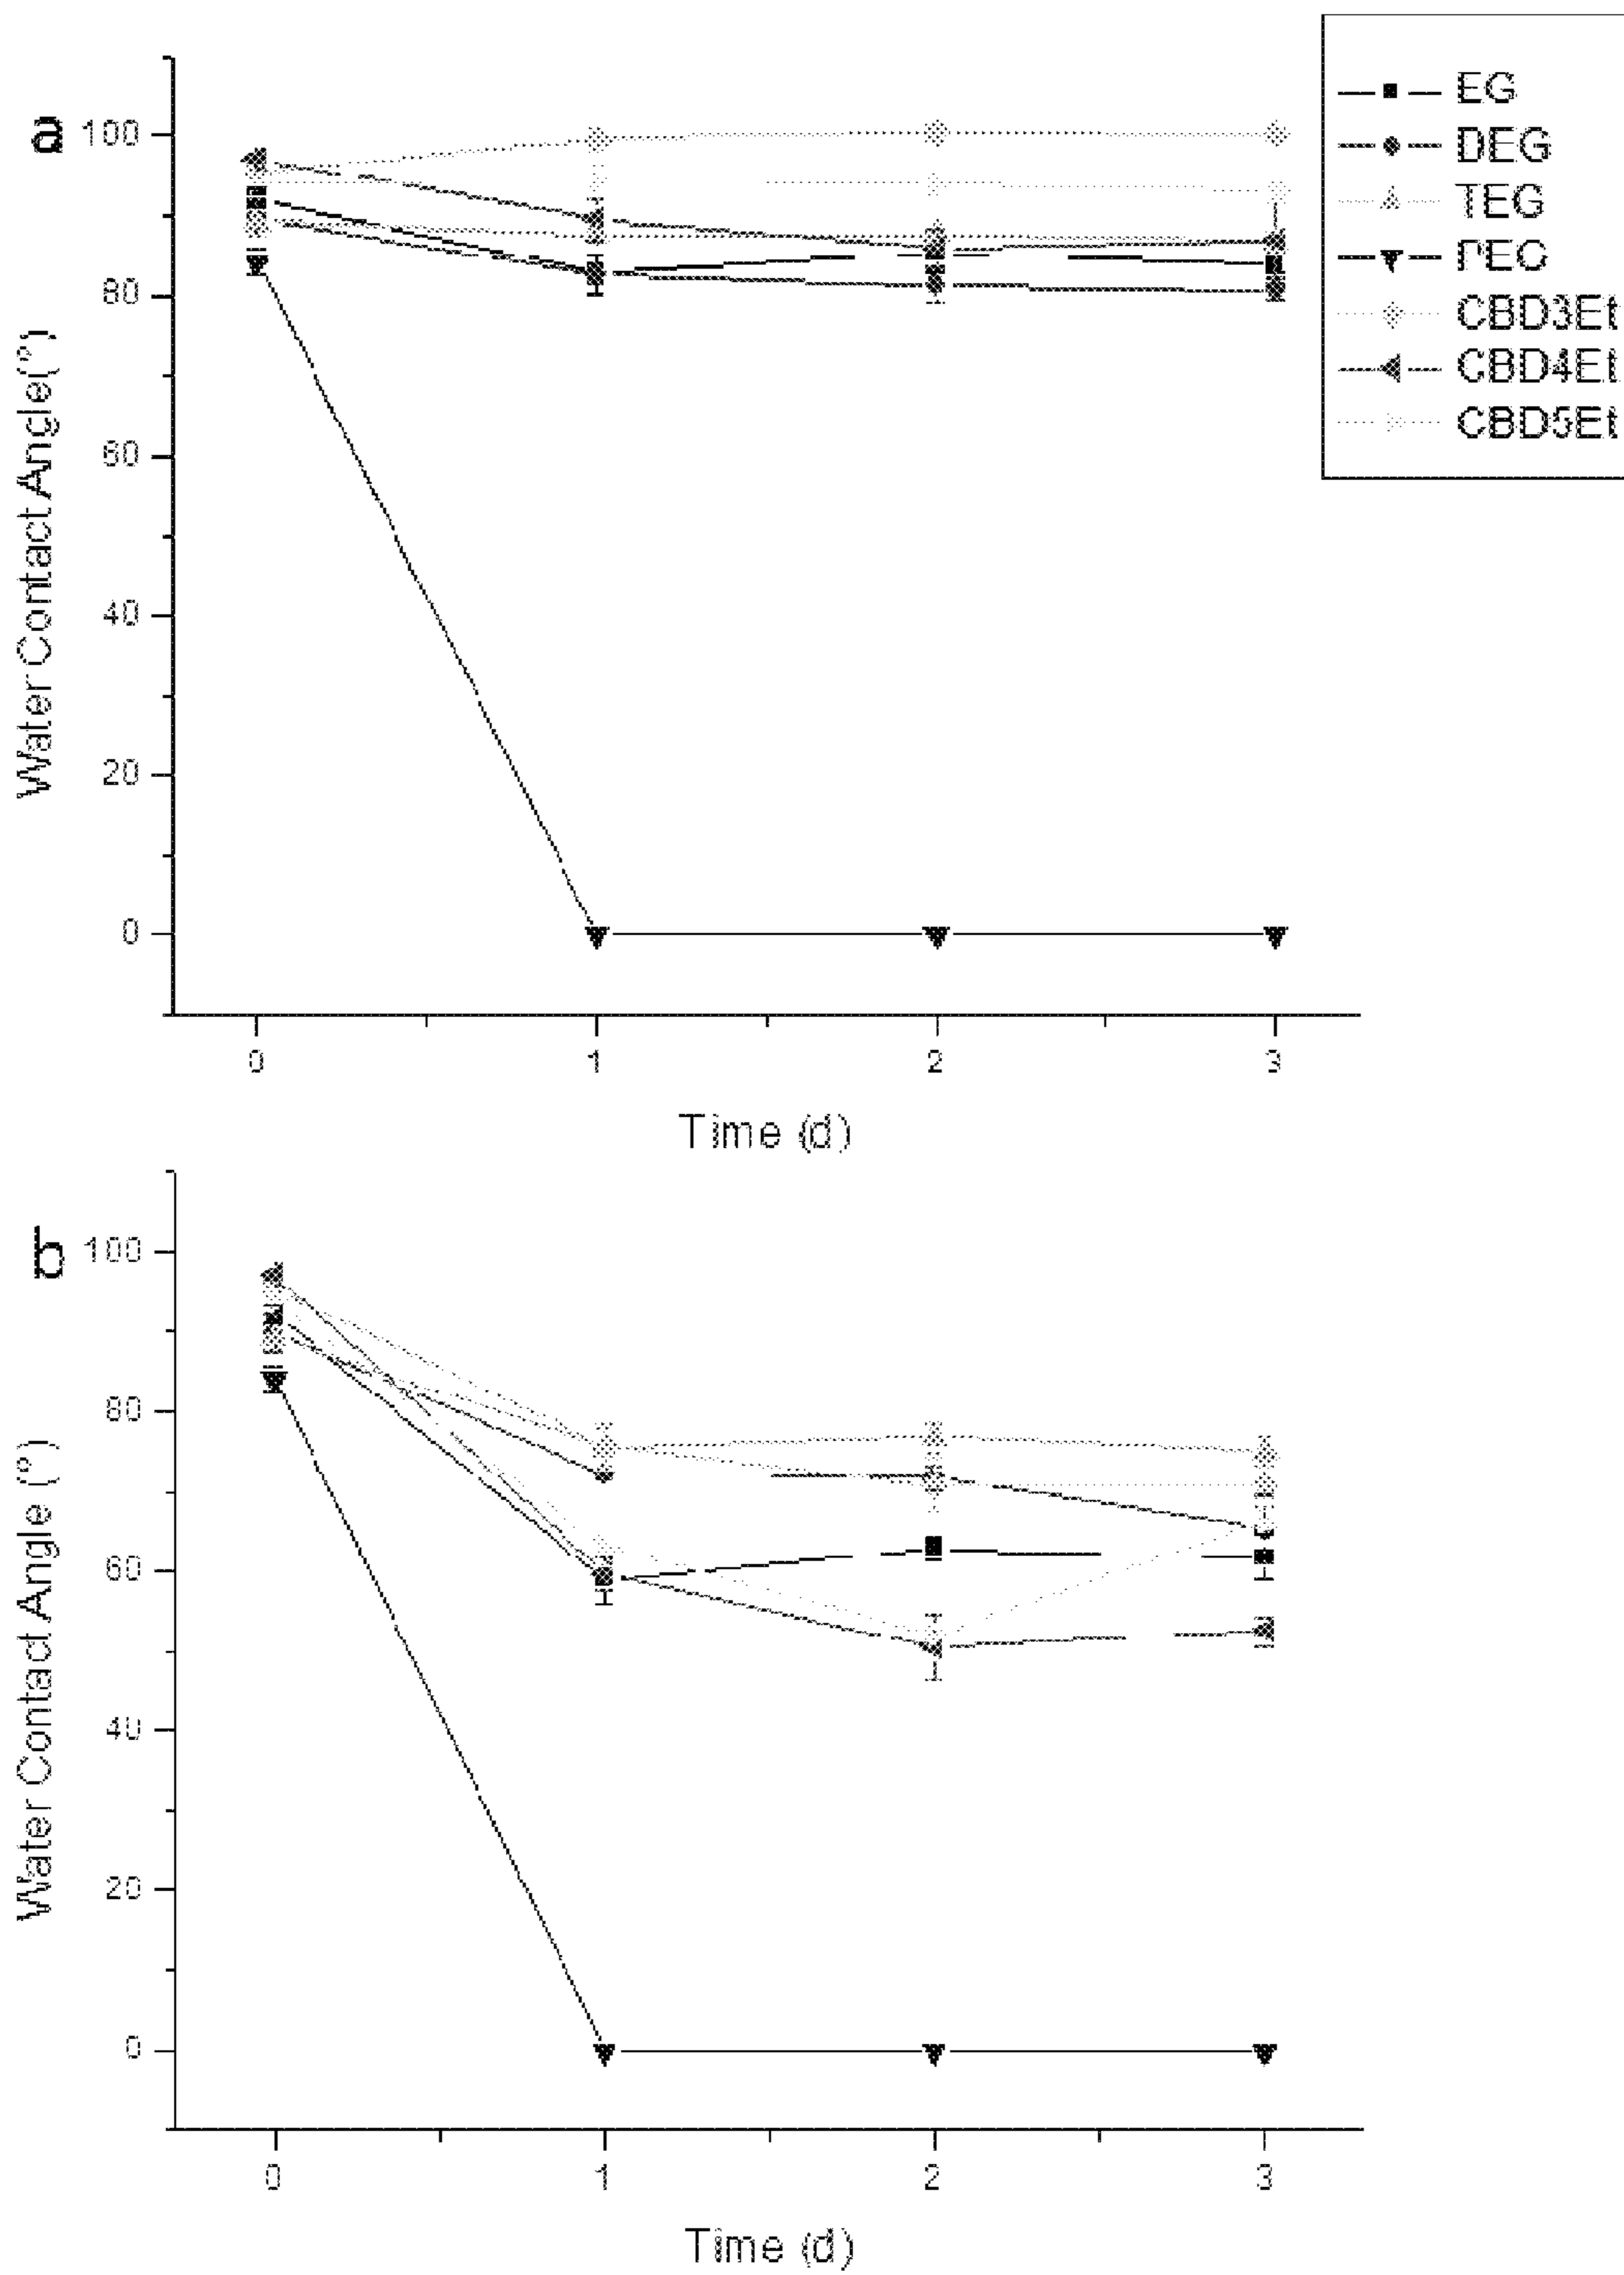 a
100
80
60
40
20
0
Water Contact Angle(°)
0 1 2 3
Time (d)
EG
DEG
TEG
PEG
CBD3Et
CBD4Et
CBD5Et
b
100
80
60
40
20
0
Water Contact Angle (°)
0 1 2 3
Time (d)